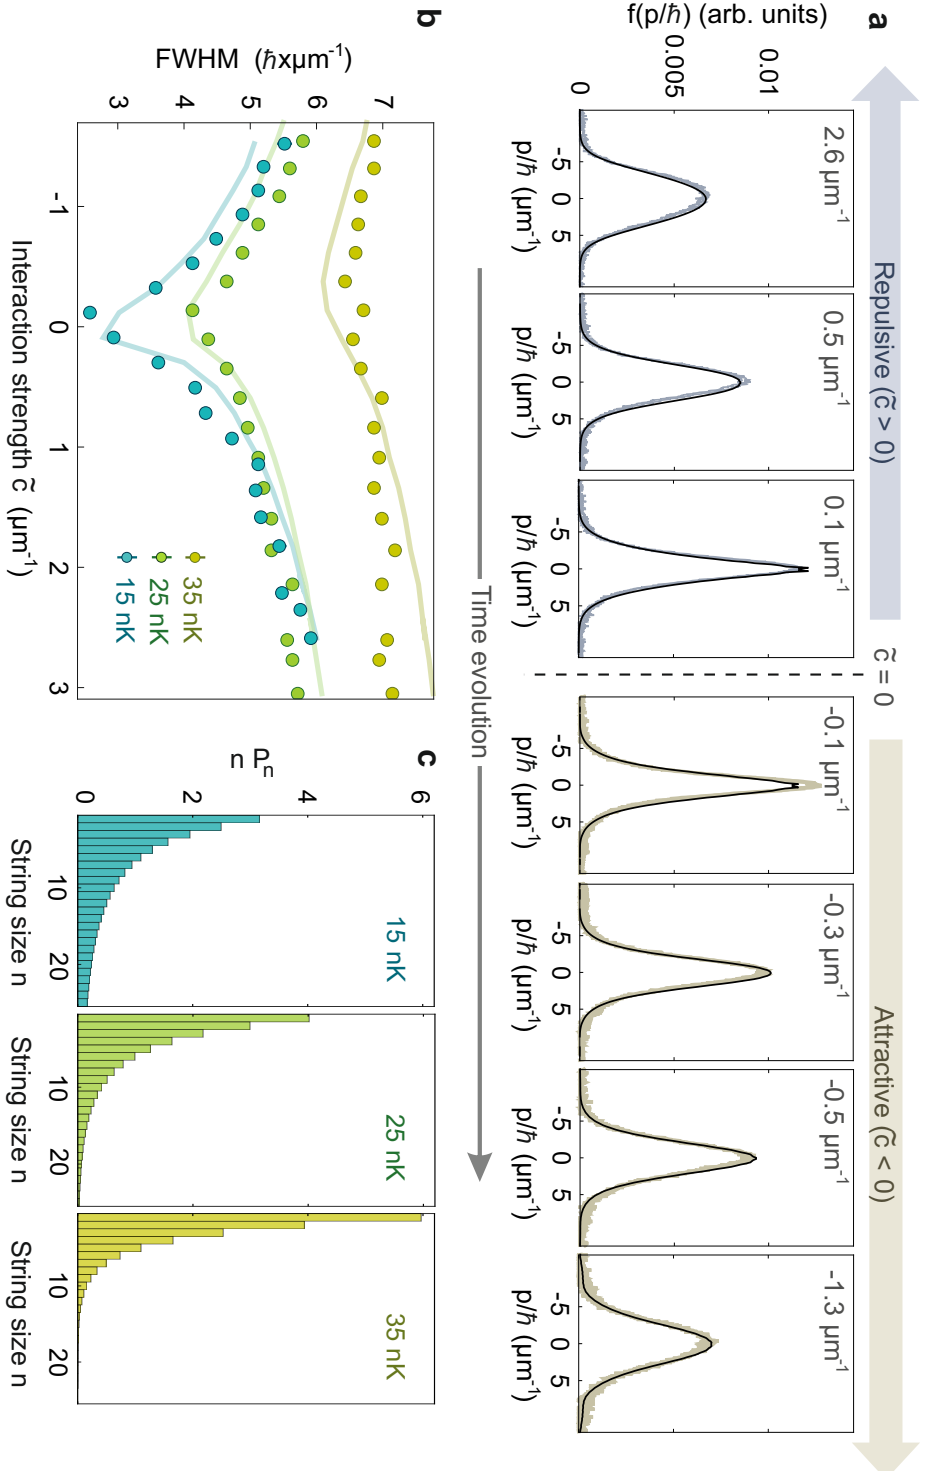 a
Repulsive (c̃ > 0)
c̃ = 0
Attractive (c̃ < 0)
f(p/ħ) (arb. units)
0.01
0.005
0
2.6 µm⁻¹
-5 0 5
p/ħ (µm⁻¹)
0.5 µm⁻¹
-5 0 5
p/ħ (µm⁻¹)
0.1 µm⁻¹
-5 0 5
p/ħ (µm⁻¹)
-0.1 µm⁻¹
-5 0 5
p/ħ (µm⁻¹)
-0.3 µm⁻¹
-5 0 5
p/ħ (µm⁻¹)
-0.5 µm⁻¹
-5 0 5
p/ħ (µm⁻¹)
-1.3 µm⁻¹
-5 0 5
p/ħ (µm⁻¹)
Time evolution
b
FWHM (ħxµm⁻¹)
7
6
5
4
3
35 nK
25 nK
15 nK
-1 0 1 2 3
Interaction strength c̃ (µm⁻¹)
c
n Pₙ
6
4
2
0
15 nK
10 20
String size n
25 nK
10 20
String size n
35 nK
10 20
String size n